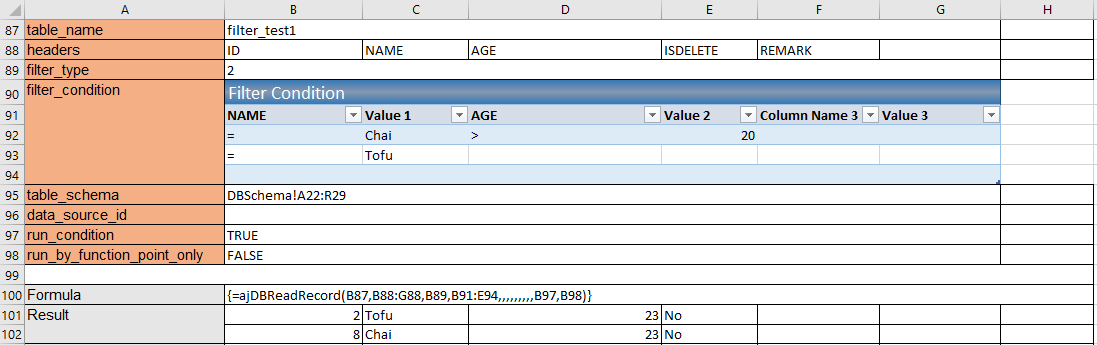 A B C D E F G H
87 table_name filter_test1
88 headers ID NAME AGE ISDELETE REMARK
89 filter_type 2
90 filter_condition Filter Condition
91 NAME Value 1 AGE Value 2 Column Name 3 Value 3
92 = Chai > 20
93 = Tofu
94
95 table_schema DBSchema!A22:R29
96 data_source_id
97 run_condition TRUE
98 run_by_function_point_only FALSE
99
100 Formula {=ajDBReadRecord(B87,B88:G88,B89,B91:E94,,,,,,,,,B97,B98)}
101 Result 2 Tofu 23 No
102 8 Chai 23 No